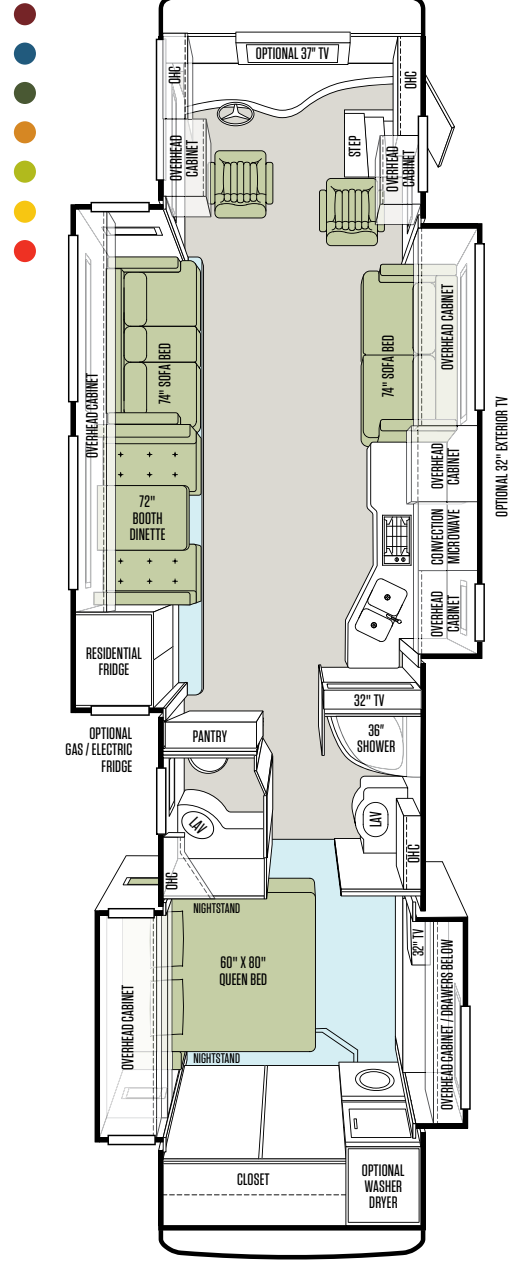 OPTIONAL 37" TV
OHC
OHC
OVERHEAD
CABINET
STEP
OVERHEAD
CABINET
OVERHEAD CABINET
74" SOFA BED
74" SOFA BED
OVERHEAD CABINET
OPTIONAL 32" EXTERIOR TV
72"
BOOTH
DINETTE
OVERHEAD
CABINET
CONVECTION
MICROWAVE
OVERHEAD
CABINET
RESIDENTIAL
FRIDGE
OPTIONAL
GAS / ELECTRIC
FRIDGE
PANTRY
32" TV
36"
SHOWER
LAV
LAV
OHC
OHC
NIGHTSTAND
60" X 80"
QUEEN BED
NIGHTSTAND
OVERHEAD CABINET
32" TV
OVERHEAD CABINET / DRAWERS BELOW
CLOSET
OPTIONAL
WASHER
DRYER